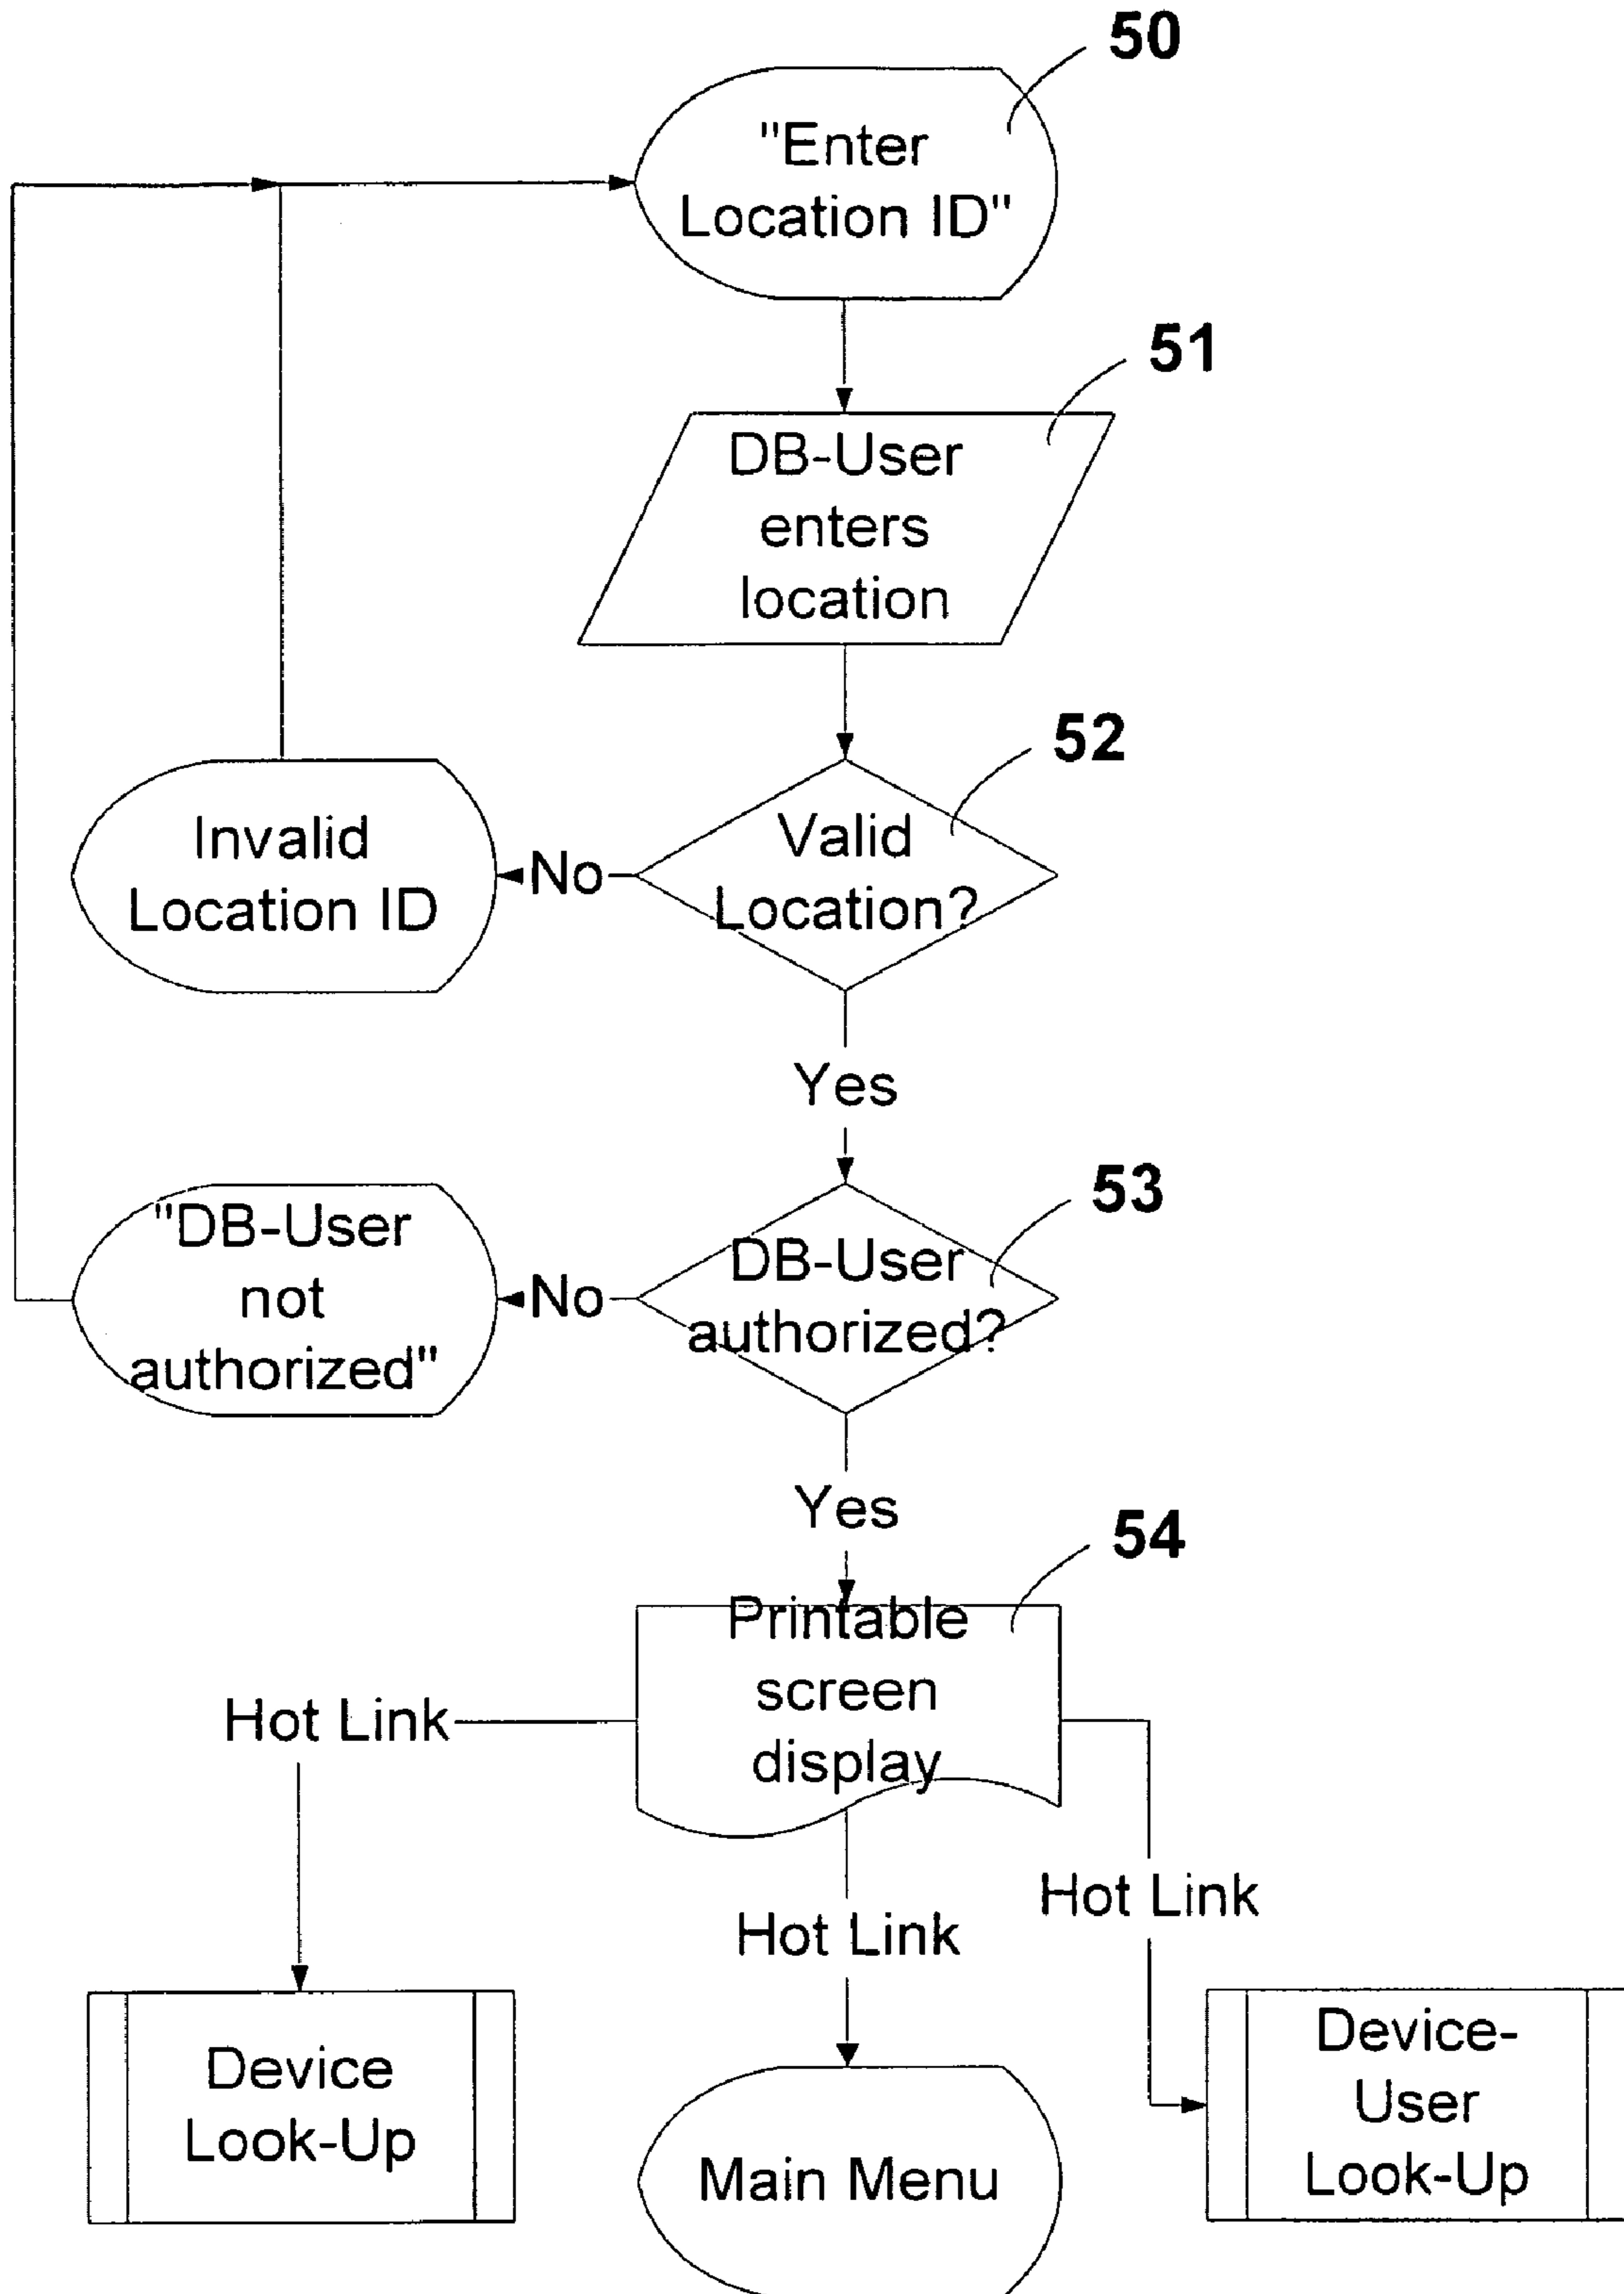 50
"Enter
Location ID"
51
DB-User
enters
location
52
Valid
Location?
No
Invalid
Location ID
Yes
53
DB-User
authorized?
No
"DB-User
not
authorized"
Yes
54
Printable
screen
display
Hot Link
Hot Link
Hot Link
Device
Look-Up
Main Menu
Device-
User
Look-Up